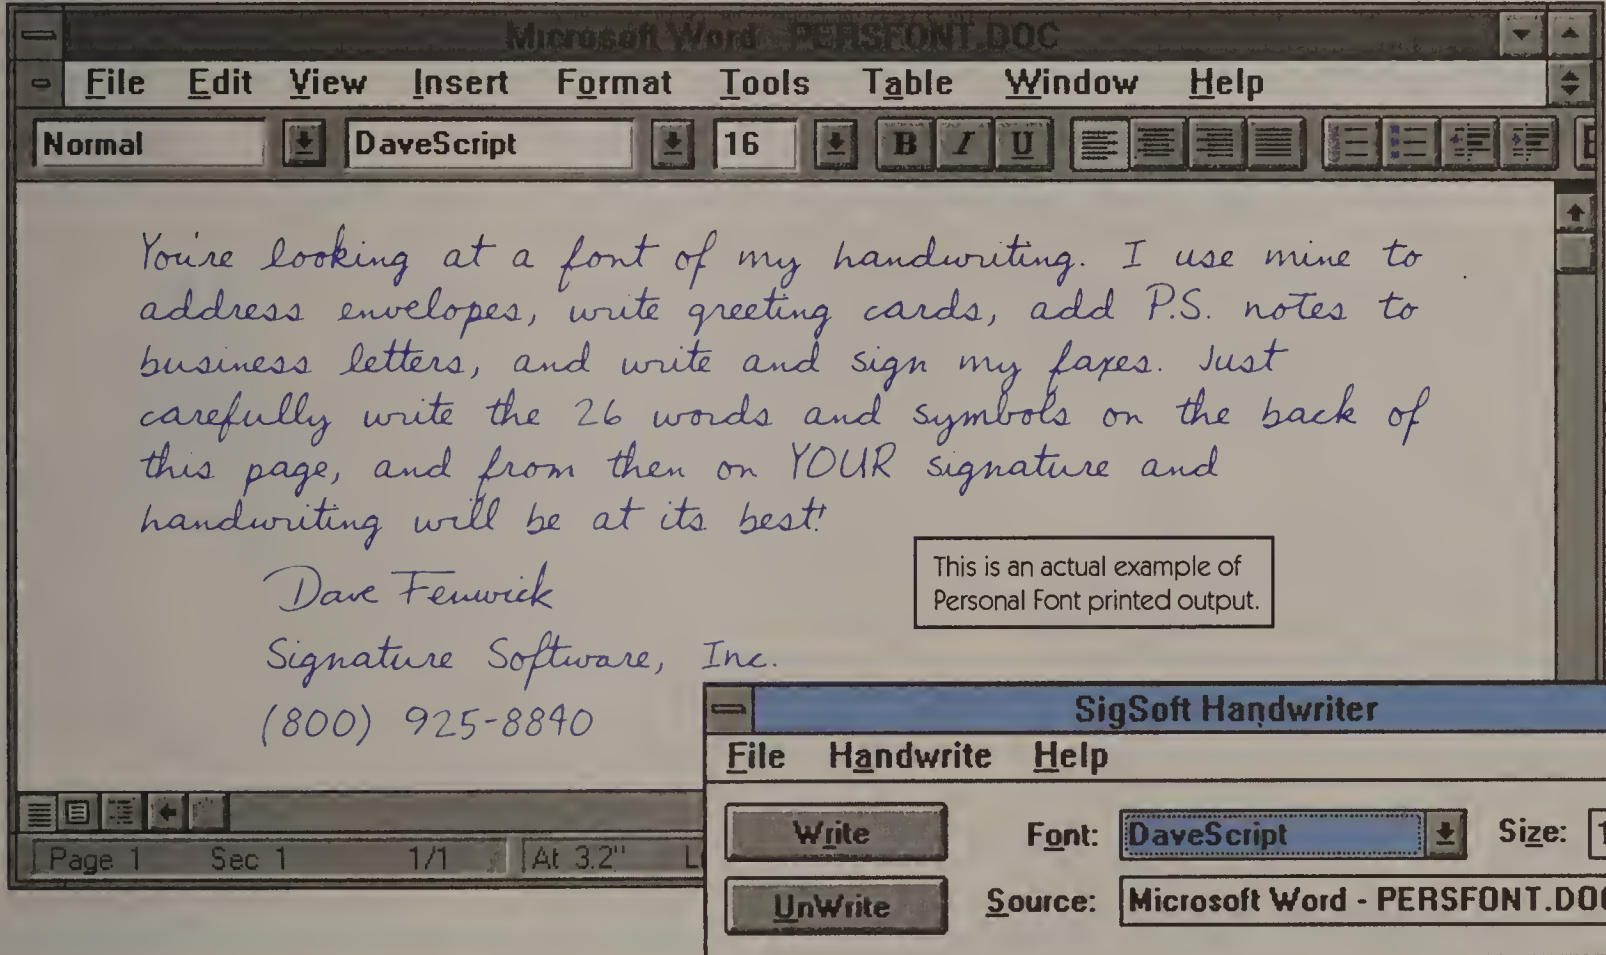 Microsoft Word - PERSFONT.DOC
File Edit View Insert Format Tools Table Window Help
Normal DaveScript 16 B I U
You're looking at a font of my handwriting. I use mine to
address envelopes, write greeting cards, add P.S. notes to
business letters, and write and sign my faxes. Just
carefully write the 26 words and symbols on the back of
this page, and from then on YOUR signature and
handwriting will be at its best!
This is an actual example of
Personal Font printed output.
Dave Fenwick
Signature Software, Inc.
(800) 925-8840
SigSoft Handwriter
File Handwrite Help
Write Font: DaveScript Size: 1
Page 1 Sec 1 1/1 At 3.2" L
UnWrite Source: Microsoft Word - PERSFONT.DO